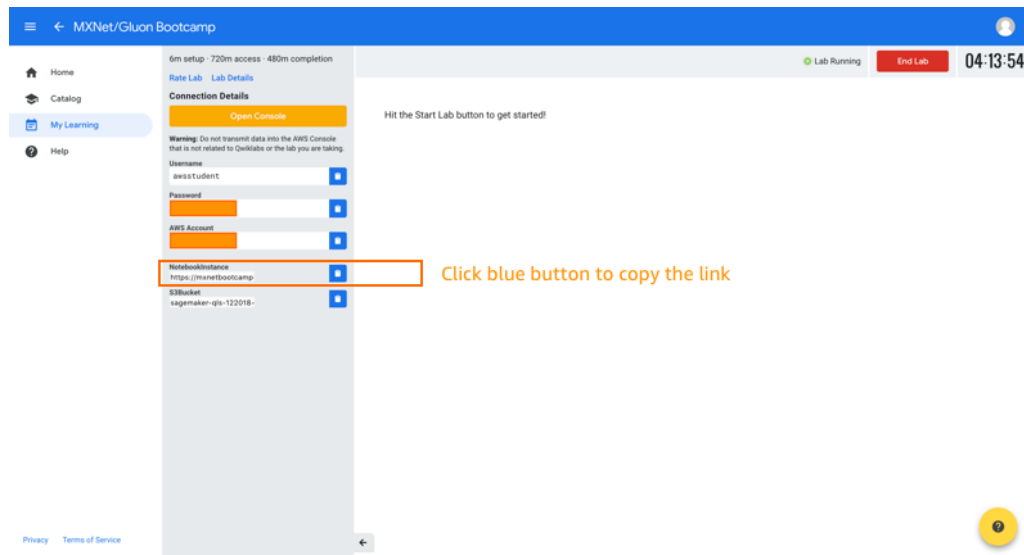 MXNet/Gluon Bootcamp
Home
Catalog
My Learning
Help
Privacy Terms of Service
6m setup · 720m access · 480m completion
Rate Lab Lab Details
Connection Details
Open Console
Warning: Do not transmit data into the AWS Console
that is not related to Qwiklabs or the lab you are taking.
Username
awsstudent
Password
AWS Account
NotebookInstance
https://mxnetbootcamp
S3Bucket
sagemaker-qls-122018-
Lab Running
End Lab
04:13:54
Hit the Start Lab button to get started!
Click blue button to copy the link